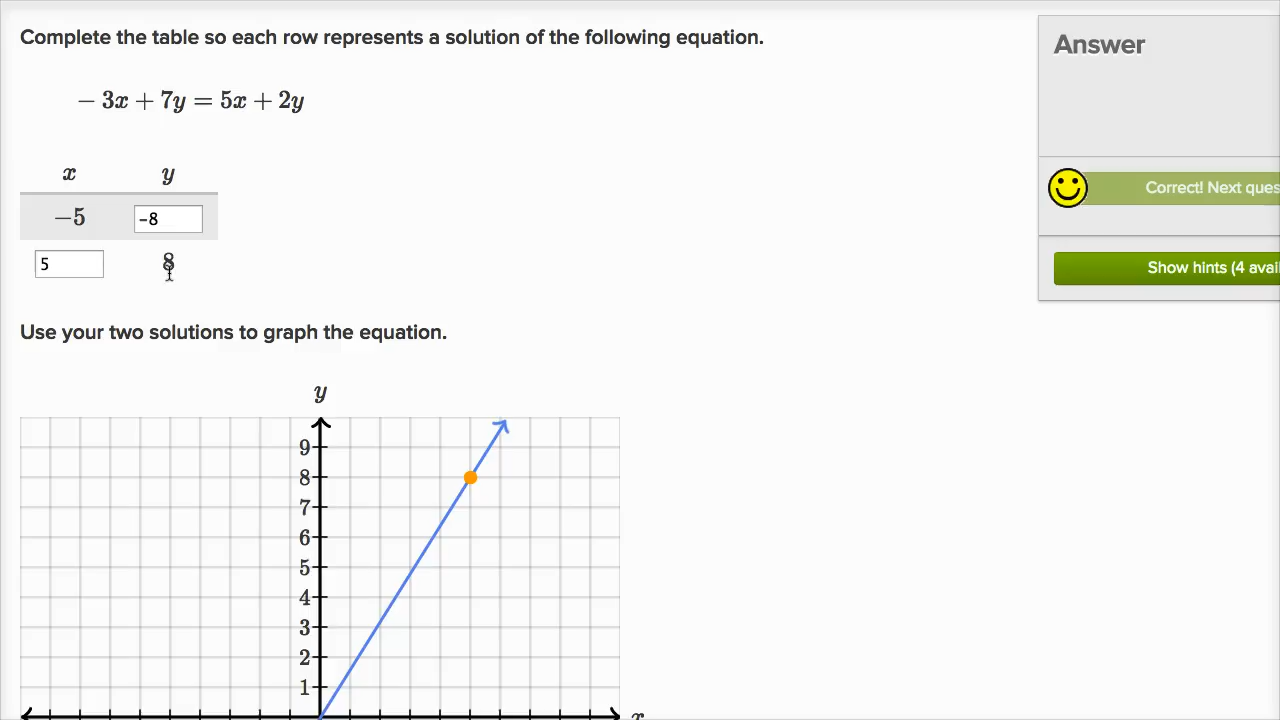 Complete the table so each row represents a solution of the following equation.
Answer
− 3x + 7y = 5x + 2y
x y
Correct! Next ques
−5 -8
5 8
Show hints (4 avail
Use your two solutions to graph the equation.
y
9
8
7
6
5
4
3
2
1
x